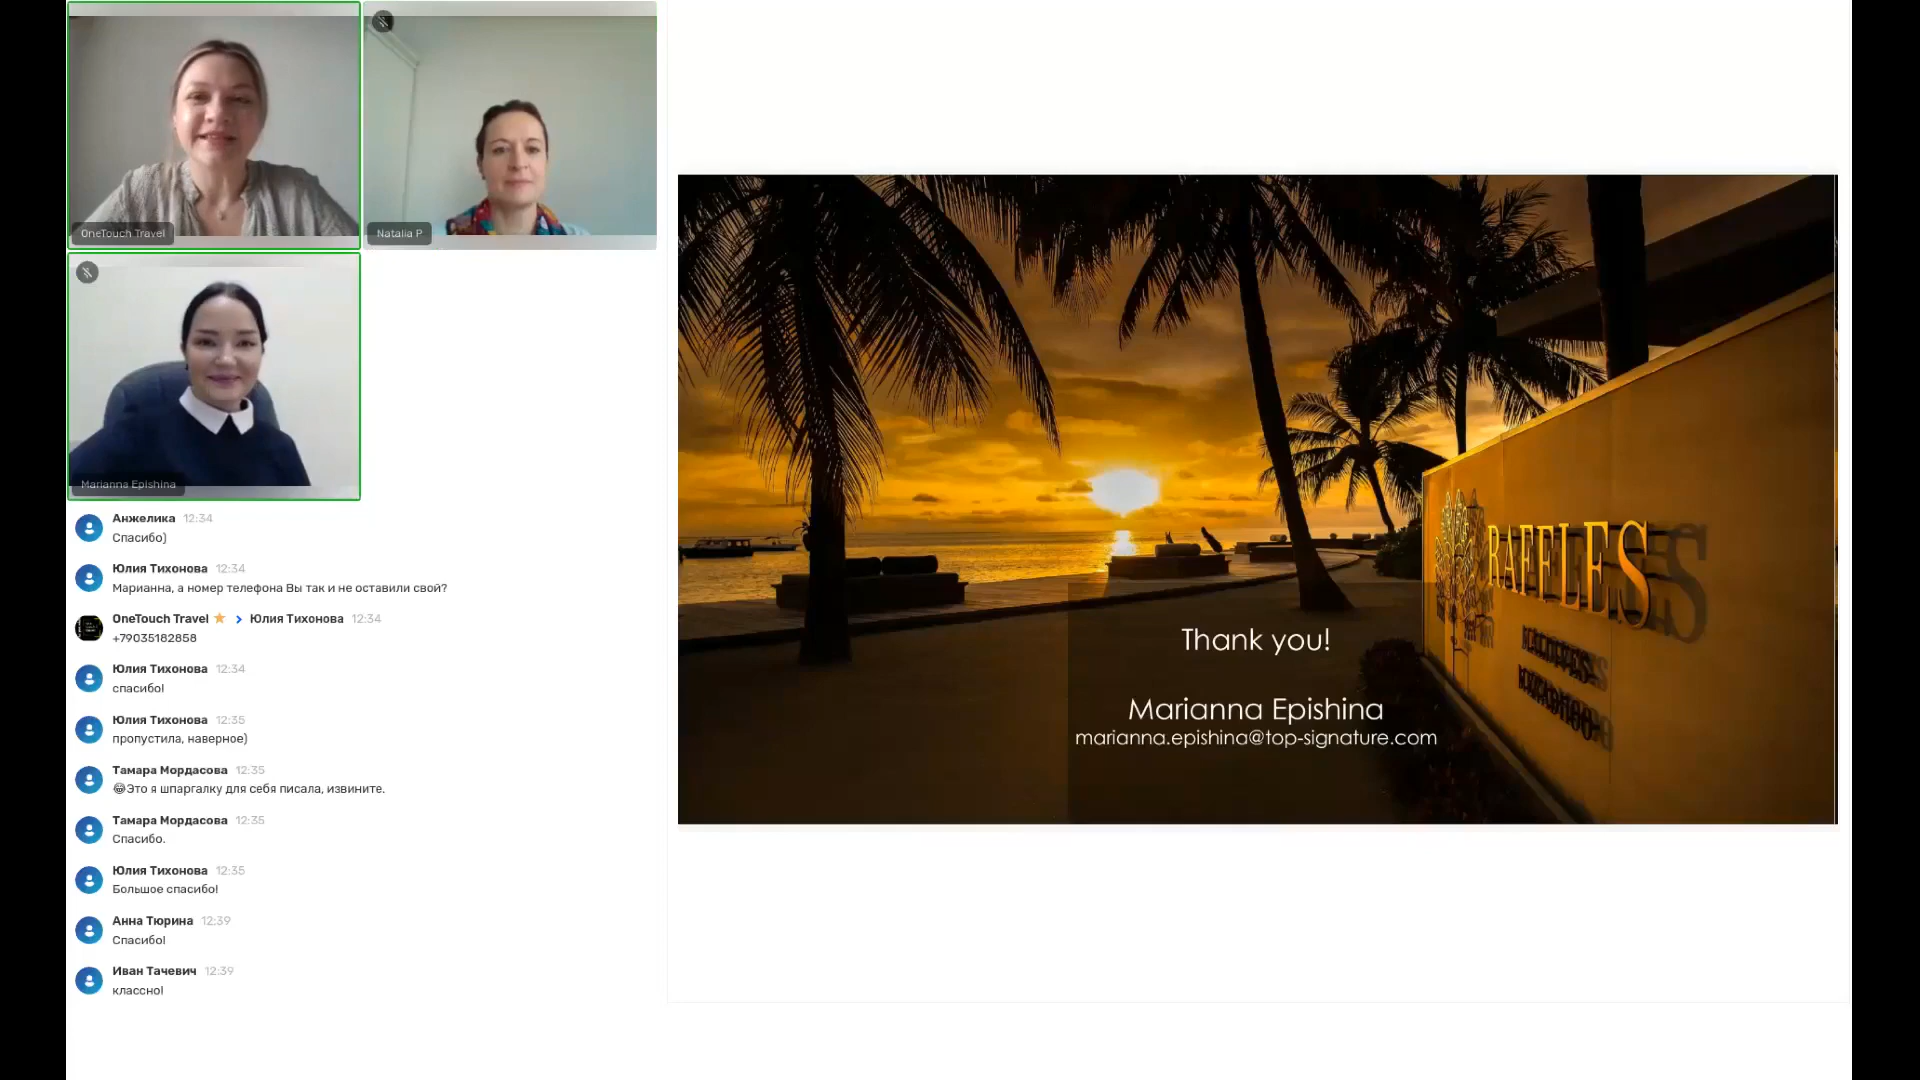 OneTouch Travel
Natalia P
Marianna Epishina
Анжелика 12:34
Спасибо)
Юлия Тихонова 12:34
Марианна, а номер телефона Вы так и не оставили свой?
OneTouch Travel Юлия Тихонова 12:34
+79035182858
Юлия Тихонова 12:34
спасибо!
Юлия Тихонова 12:35
пропустила, наверное)
Тамара Мордасова 12:35
😂Это я шпаргалку для себя писала, извините.
Тамара Мордасова 12:35
Спасибо.
Юлия Тихонова 12:35
Большое спасибо!
Анна Тюрина 12:39
Спасибо!
Иван Тачевич 12:39
классно!
RAFFLES
Thank you!
Marianna Epishina
marianna.epishina@top-signature.com